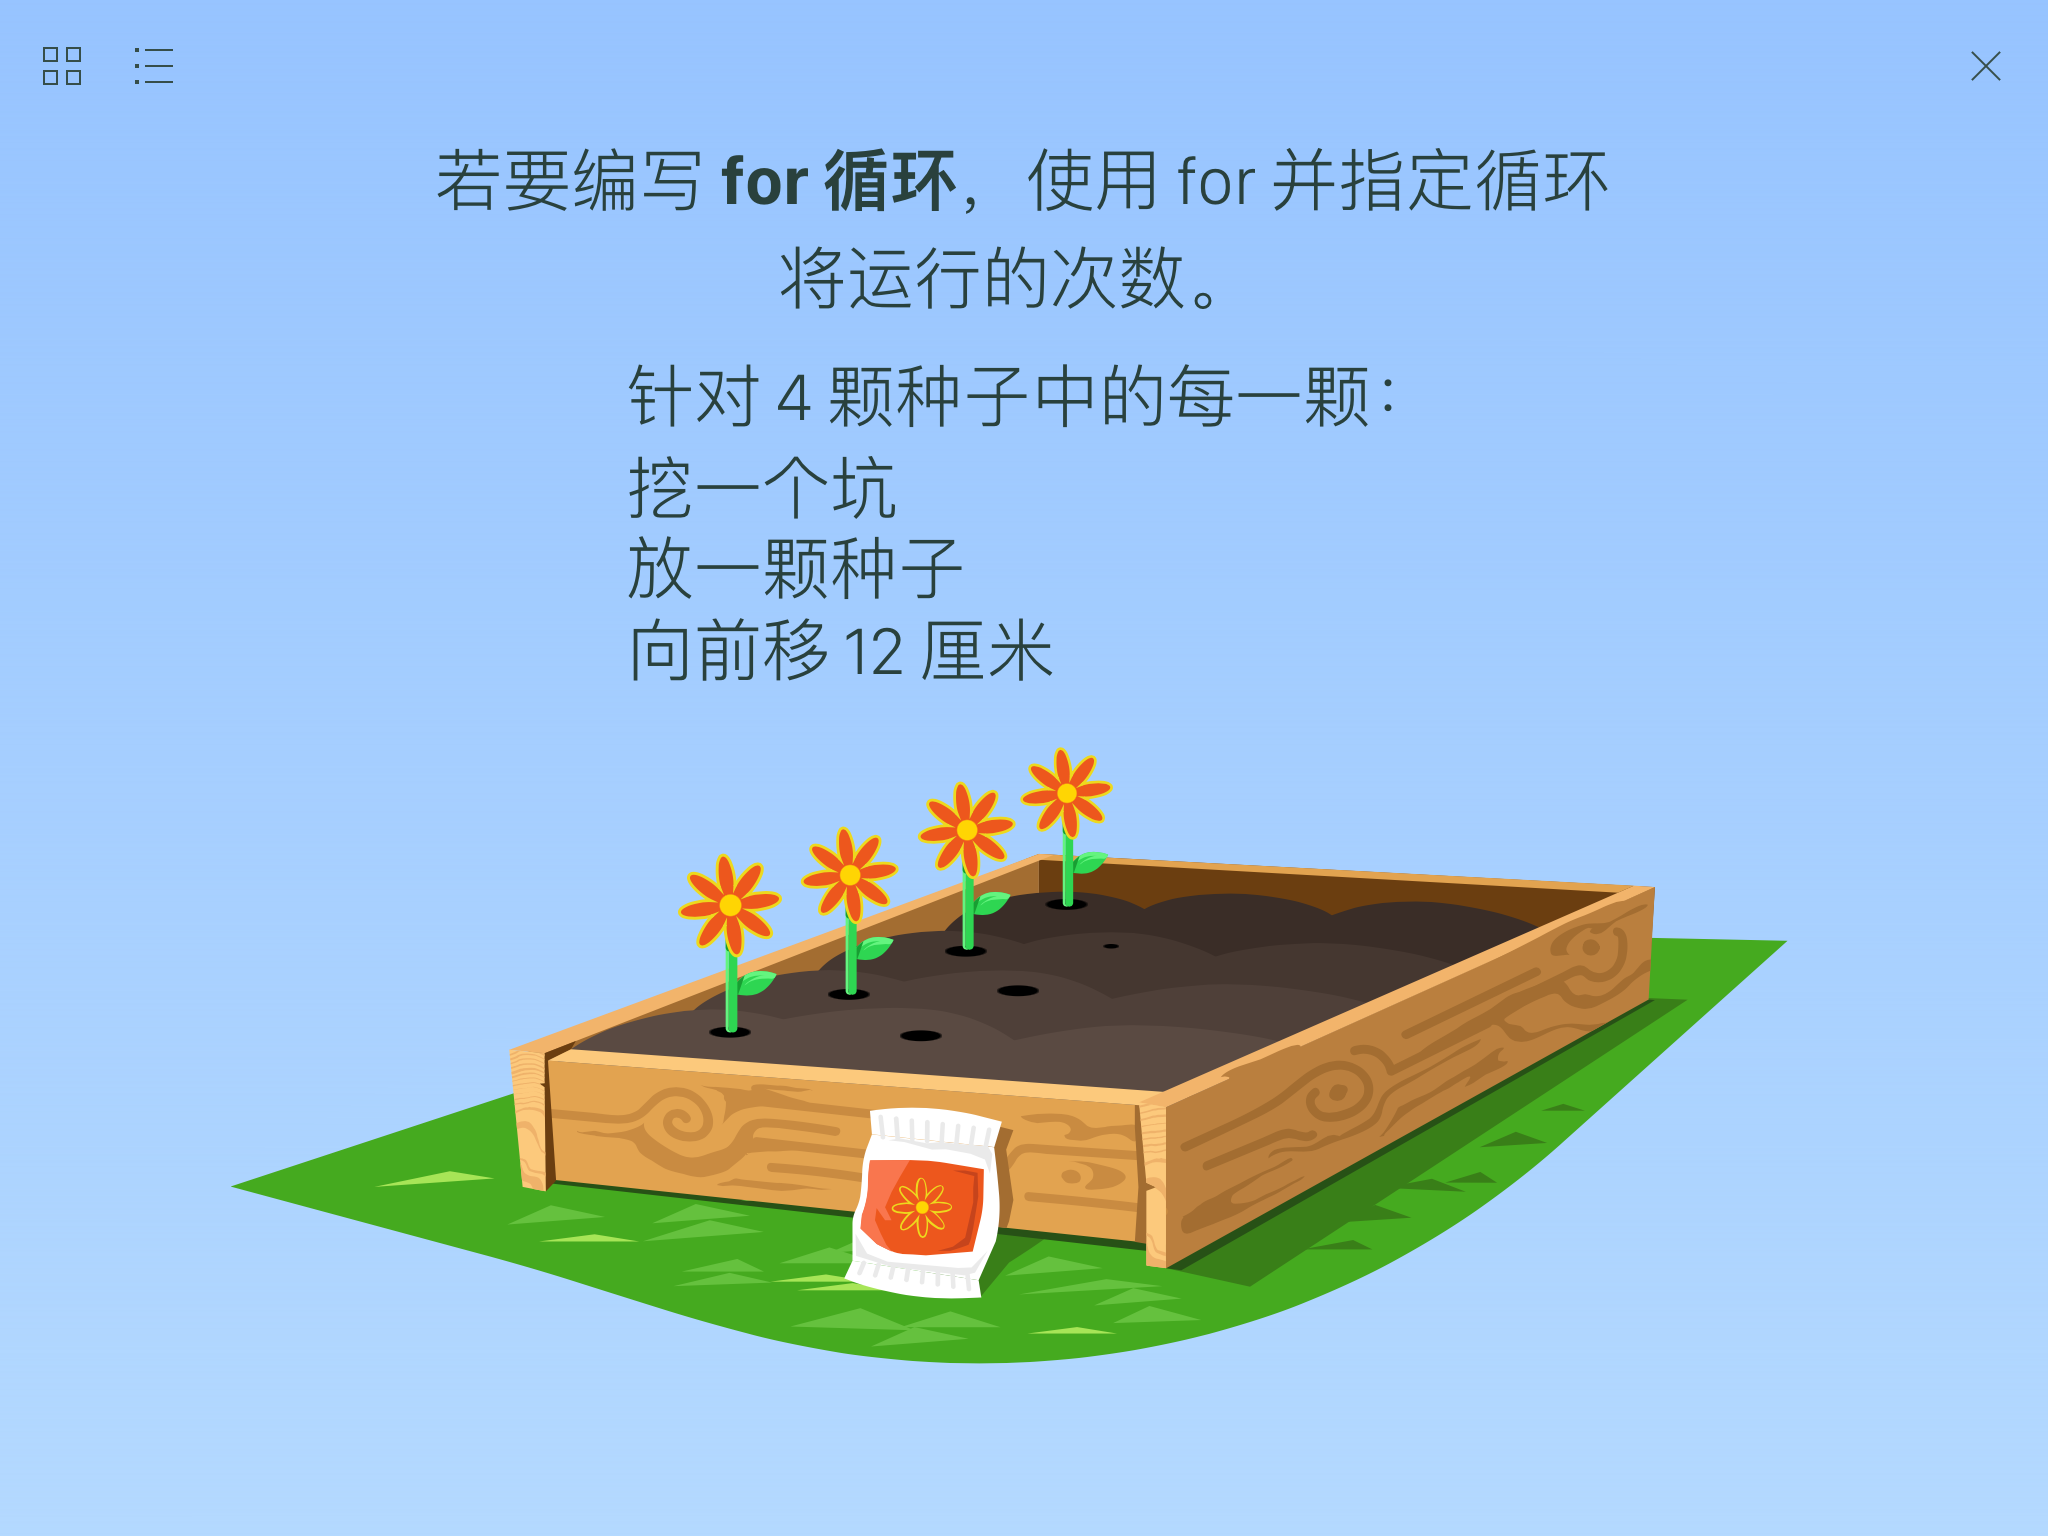 若要编写 for 循环，使用 for 并指定循环
将运行的次数。
针对 4 颗种子中的每一颗：
挖一个坑
放一颗种子
向前移 12 厘米